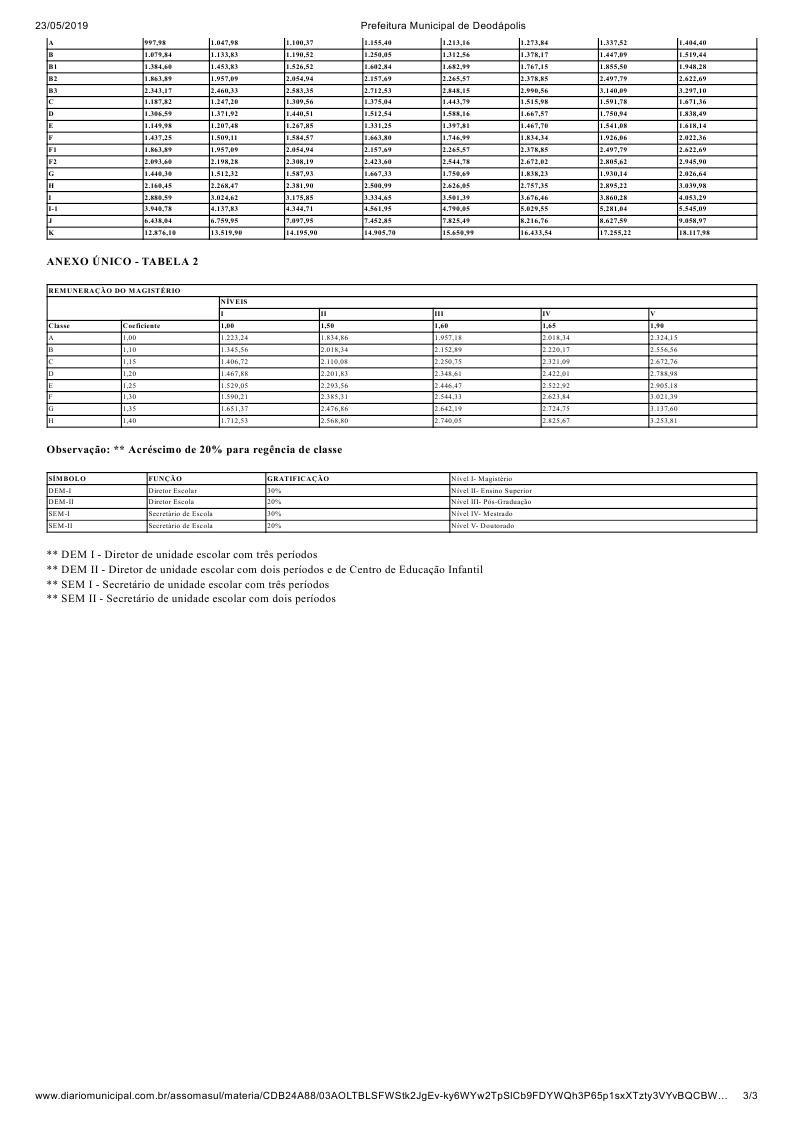 23/05/2019 Prefeitura Municipal de Deodápolis
A 997,98 1.047,98 1.100,37 1.155,40 1.213,16 1.273,84 1.337,52 1.404,40
B 1.079,84 1.133,83 1.190,52 1.250,05 1.312,56 1.378,17 1.447,09 1.519,44
B1 1.384,60 1.453,83 1.526,52 1.602,84 1.682,99 1.767,15 1.855,50 1.948,28
B2 1.863,89 1.957,09 2.054,94 2.157,69 2.265,57 2.378,85 2.497,79 2.622,69
B3 2.343,17 2.460,33 2.583,35 2.712,53 2.848,15 2.990,56 3.140,09 3.297,10
C 1.187,82 1.247,20 1.309,56 1.375,04 1.443,79 1.515,98 1.591,78 1.671,36
D 1.306,59 1.371,92 1.440,51 1.512,54 1.588,16 1.667,57 1.750,94 1.838,49
E 1.149,98 1.207,48 1.267,85 1.331,25 1.397,81 1.467,70 1.541,08 1.618,14
F 1.437,25 1.509,11 1.584,57 1.663,80 1.746,99 1.834,34 1.926,06 2.022,36
F1 1.863,89 1.957,09 2.054,94 2.157,69 2.265,57 2.378,85 2.497,79 2.622,69
F2 2.093,60 2.198,28 2.308,19 2.423,60 2.544,78 2.672,02 2.805,62 2.945,90
G 1.440,30 1.512,32 1.587,93 1.667,33 1.750,69 1.838,23 1.930,14 2.026,64
H 2.160,45 2.268,47 2.381,90 2.500,99 2.626,05 2.757,35 2.895,22 3.039,98
I 2.880,59 3.024,62 3.175,85 3.334,65 3.501,39 3.676,46 3.860,28 4.053,29
I-1 3.940,78 4.137,83 4.344,71 4.561,95 4.790,05 5.029,55 5.281,04 5.545,09
J 6.438,04 6.759,95 7.097,95 7.452,85 7.825,49 8.216,76 8.627,59 9.058,97
K 12.876,10 13.519,90 14.195,90 14.905,70 15.650,99 16.433,54 17.255,22 18.117,98
ANEXO ÚNICO - TABELA 2
REMUNERAÇÃO DO MAGISTÉRIO
NÍVEIS
I II III IV V
Classe Coeficiente 1,00 1,50 1,60 1,65 1,90
A 1,00 1.223,24 1.834,86 1.957,18 2.018,34 2.324,15
B 1,10 1.345,56 2.018,34 2.152,89 2.220,17 2.556,56
C 1,15 1.406,72 2.110,08 2.250,75 2.321,09 2.672,76
D 1,20 1.467,88 2.201,83 2.348,61 2.422,01 2.788,98
E 1,25 1.529,05 2.293,56 2.446,47 2.522,92 2.905,18
F 1,30 1.590,21 2.385,31 2.544,33 2.623,84 3.021,39
G 1,35 1.651,37 2.476,86 2.642,19 2.724,75 3.137,60
H 1,40 1.712,53 2.568,80 2.740,05 2.825,67 3.253,81
Observação: ** Acréscimo de 20% para regência de classe
SÍMBOLO FUNÇÃO GRATIFICAÇÃO Nível I- Magistério
DEM-I Diretor Escolar 30% Nível II- Ensino Superior
DEM-II Diretor Escola 20% Nível III- Pós-Graduação
SEM-I Secretário de Escola 30% Nível IV- Mestrado
SEM-II Secretário de Escola 20% Nível V- Doutorado
** DEM I - Diretor de unidade escolar com três períodos
** DEM II - Diretor de unidade escolar com dois períodos e de Centro de Educação Infantil
** SEM I - Secretário de unidade escolar com três períodos
** SEM II - Secretário de unidade escolar com dois períodos
www.diariomunicipal.com.br/assomasul/materia/CDB24A88/03AOLTBLSFWStk2JgEv-ky6WYw2TpSlCb9FDYWQh3P65p1sxXTzty3VYvBQCBW… 3/3